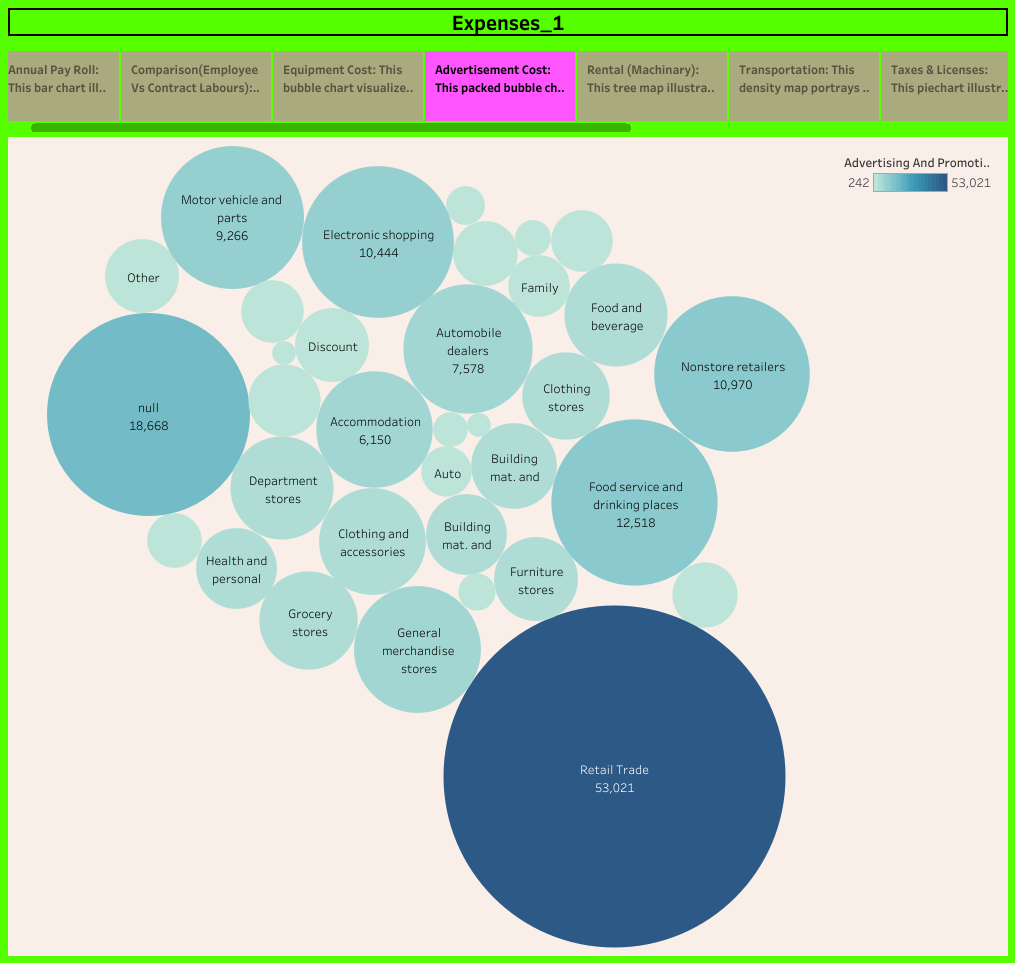 Expenses_1
Annual Pay Roll:
This bar chart ill..
Comparison(Employee
Vs Contract Labours):..
Equipment Cost: This
bubble chart visualize..
Advertisement Cost:
This packed bubble ch..
Rental (Machinary):
This tree map illustra..
Transportation: This
density map portrays ..
Taxes & Licenses:
This piechart illustr..
Advertising And Promoti..
242
53,021
Motor vehicle and
parts
9,266
Electronic shopping
10,444
Other
Family
Food and
beverage
Discount
Automobile
dealers
7,578
Nonstore retailers
10,970
Clothing
stores
null
18,668
Accommodation
6,150
Auto
Building
mat. and
Department
stores
Food service and
drinking places
12,518
Clothing and
accessories
Building
mat. and
Health and
personal
Furniture
stores
Grocery
stores
General
merchandise
stores
Retail Trade
53,021